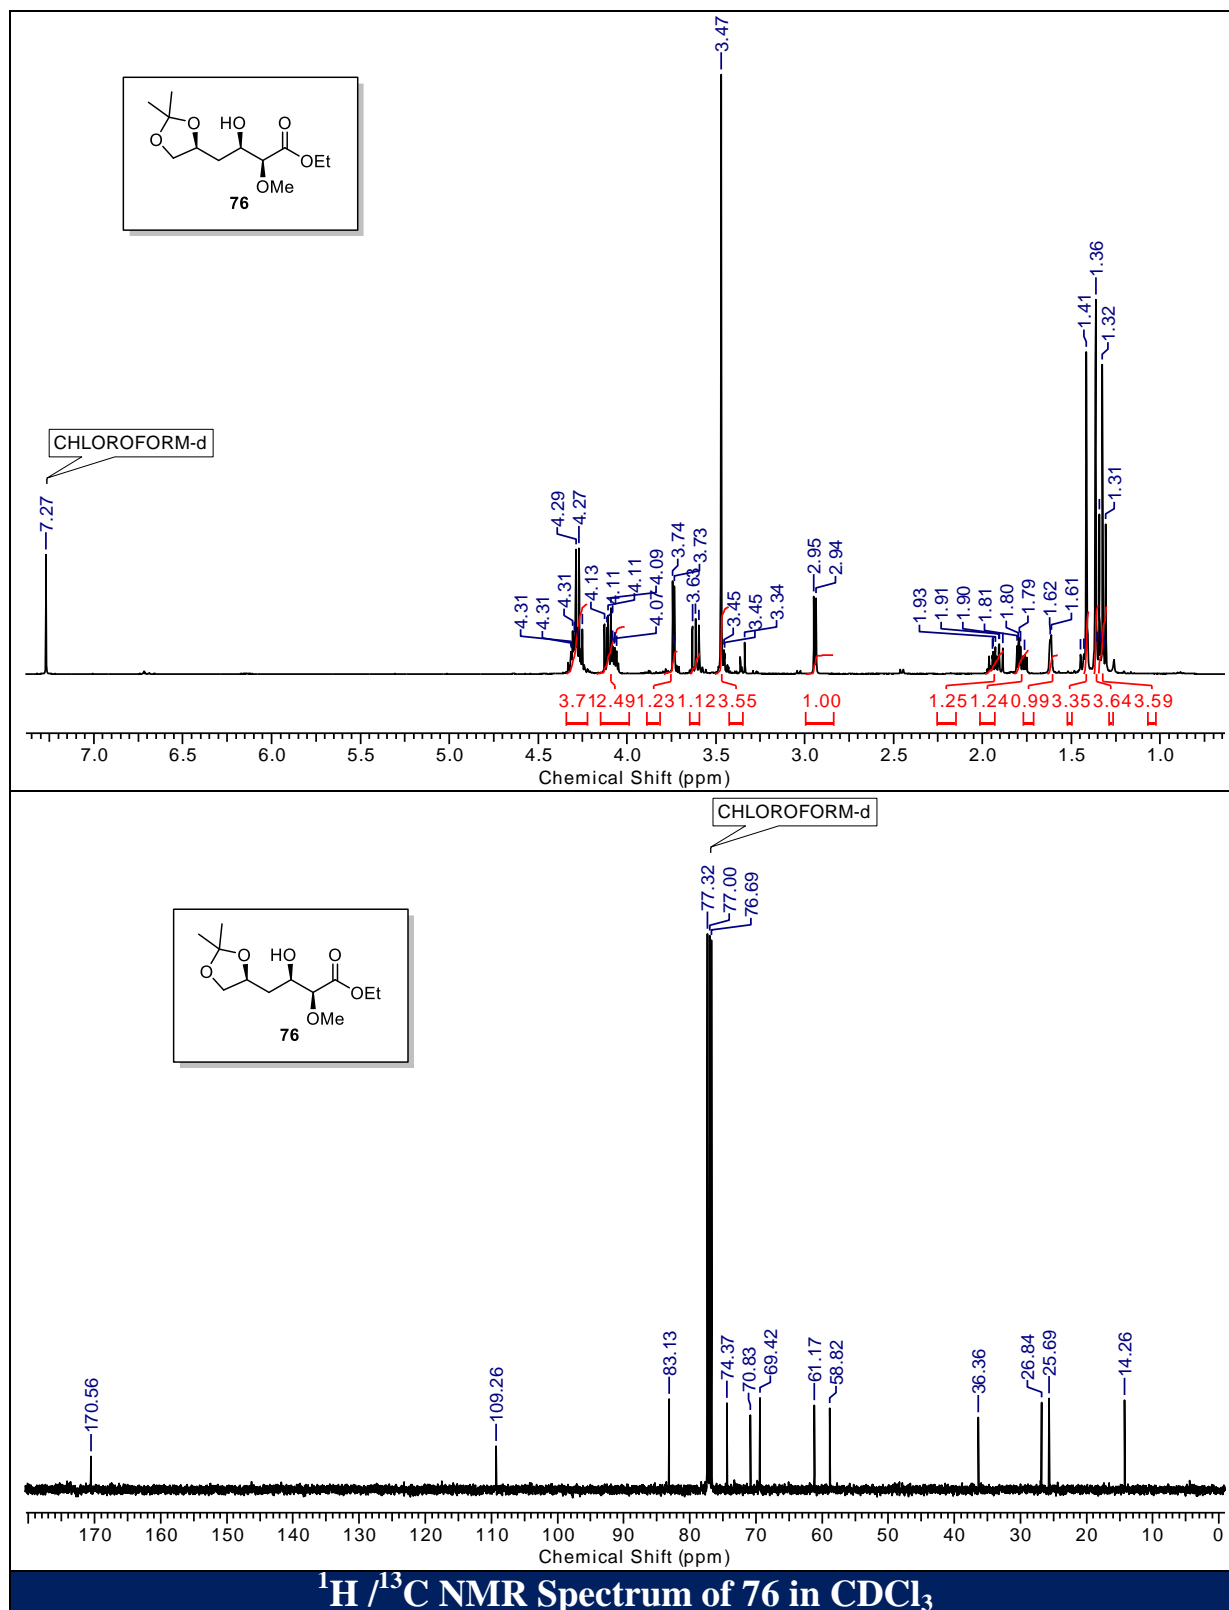 3.47
HO
O
O
O
OEt
OMe
76
1.36
1.41
1.32
CHLOROFORM-d
7.27
4.29
4.27
1.31
4.31
4.31
4.31
4.13
4.11
4.11
4.09
4.07
3.74
3.73
3.63
3.45
3.45
3.34
2.95
2.94
1.93
1.91
1.90
1.81
1.80
1.79
1.62
1.61
3.71 2.49 1.23 1.12 3.55 1.00 1.25 1.24 0.99 3.35 3.64 3.59
7.0 6.5 6.0 5.5 5.0 4.5 4.0 3.5 3.0 2.5 2.0 1.5 1.0
Chemical Shift (ppm)
CHLOROFORM-d
77.32
77.00
76.69
HO
O
O
O
OEt
OMe
76
170.56
109.26
83.13
74.37
70.83
69.42
61.17
58.82
36.36
26.84
25.69
14.26
170 160 150 140 130 120 110 100 90 80 70 60 50 40 30 20 10 0
Chemical Shift (ppm)
¹H /¹³C NMR Spectrum of 76 in CDCl₃